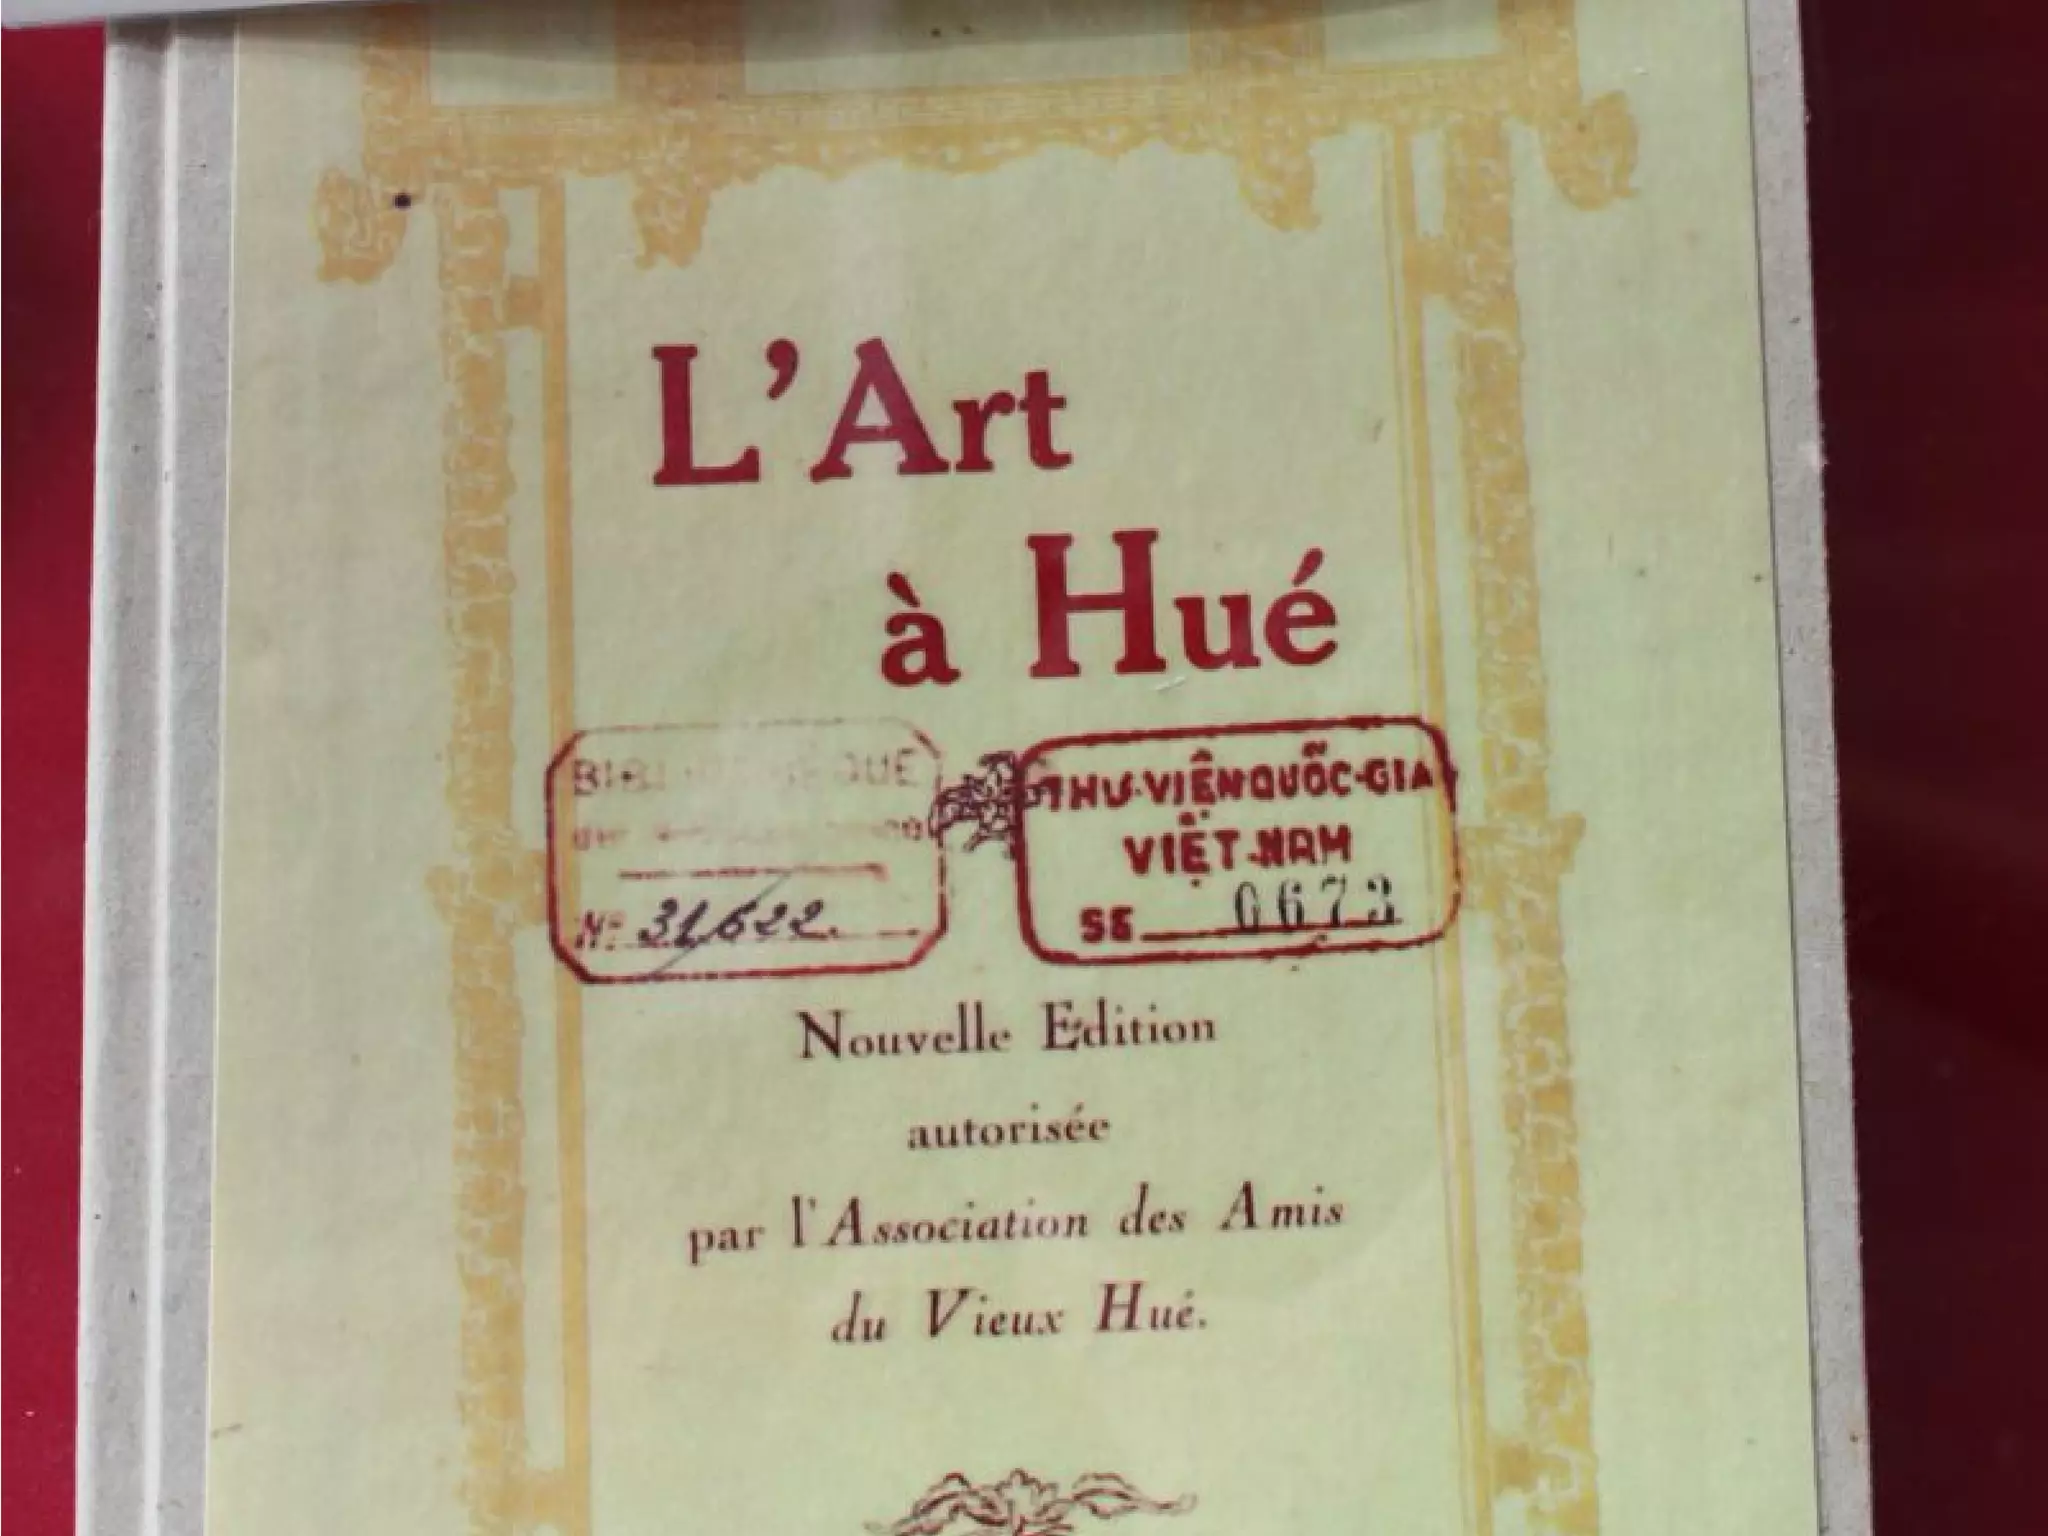 L'Art
à Hué
BIBLIOTHÈQUE
Nº 31622.
THƯ-VIỆN QUỐC-GIA
VIỆT-NAM
SE 0673
Nouvelle Edition
autorisée
par l'Association des Amis
du Vieux Hué.